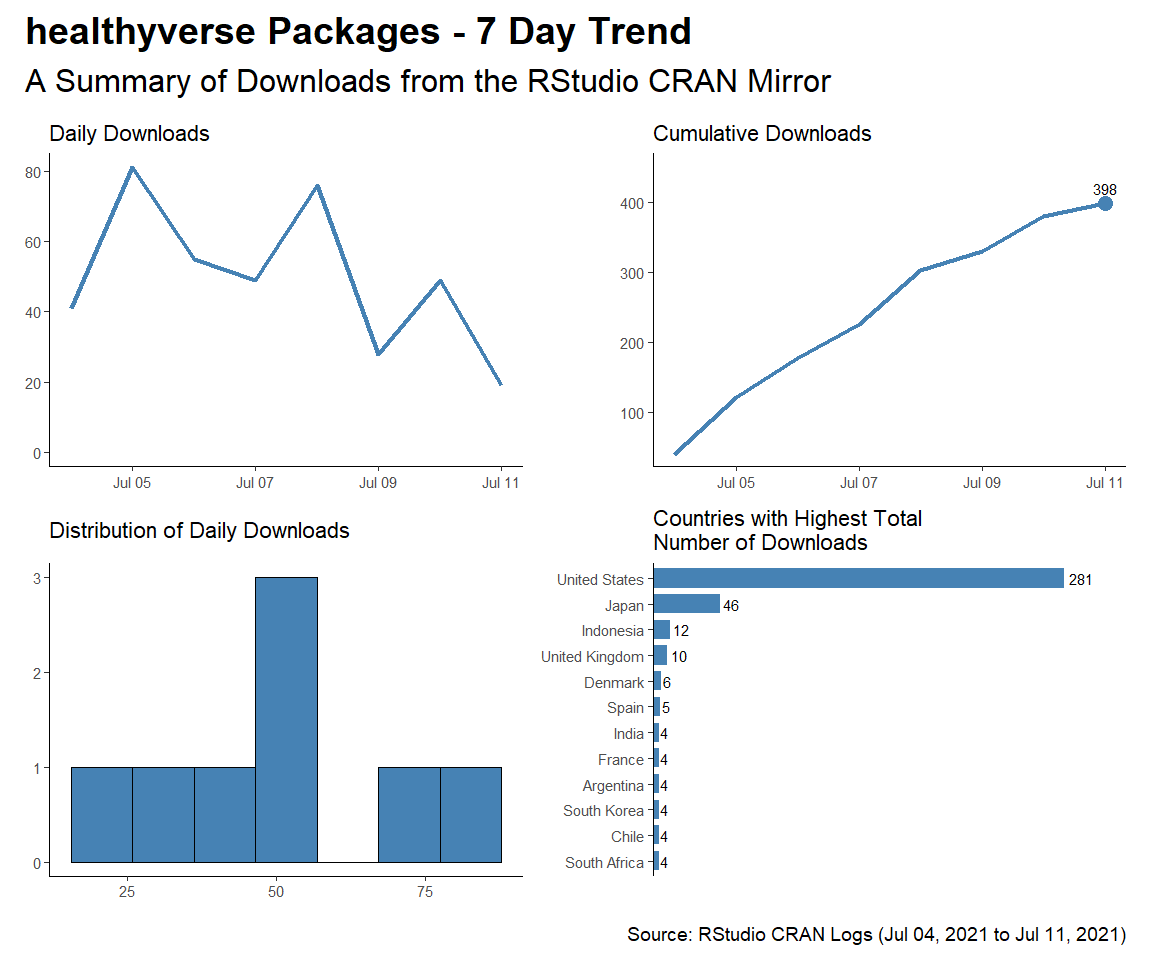 healthyverse Packages - 7 Day Trend
A Summary of Downloads from the RStudio CRAN Mirror
Daily Downloads
80
60
40
20
0
Jul 05
Jul 07
Jul 09
Jul 11
Cumulative Downloads
398
400
300
200
100
Jul 05
Jul 07
Jul 09
Jul 11
Distribution of Daily Downloads
3
2
1
0
25
50
75
Countries with Highest Total
Number of Downloads
United States 281
Japan 46
Indonesia 12
United Kingdom 10
Denmark 6
Spain 5
India 4
France 4
Argentina 4
South Korea 4
Chile 4
South Africa 4
Source: RStudio CRAN Logs (Jul 04, 2021 to Jul 11, 2021)